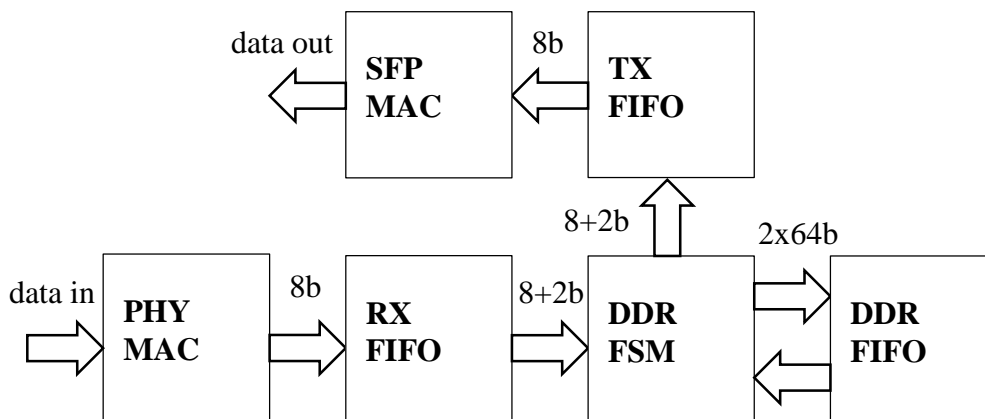 data out
SFP
MAC
8b
TX
FIFO
8+2b
2x64b
data in
PHY
MAC
8b
RX
FIFO
8+2b
DDR
FSM
DDR
FIFO